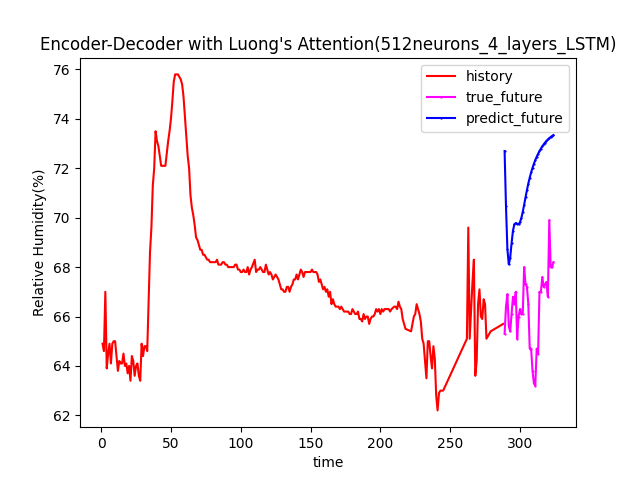 Encoder-Decoder with Luong's Attention(512neurons_4_layers_LSTM)
history
true_future
predict_future
Relative Humidity(%)
76
74
72
70
68
66
64
62
0 50 100 150 200 250 300
time